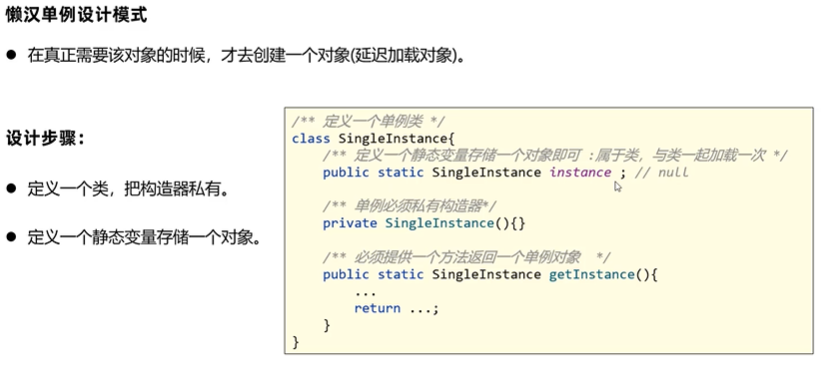 懒汉单例设计模式
● 在真正需要该对象的时候，才去创建一个对象(延迟加载对象)。
设计步骤：
● 定义一个类，把构造器私有。
● 定义一个静态变量存储一个对象。
/** 定义一个单例类 */
class SingleInstance{
/** 定义一个静态变量存储一个对象即可 :属于类，与类一起加载一次 */
public static SingleInstance instance ; // null
/** 单例必须私有构造器*/
private SingleInstance(){}
/** 必须提供一个方法返回一个单例对象 */
public static SingleInstance getInstance(){
...
return ...;
}
}